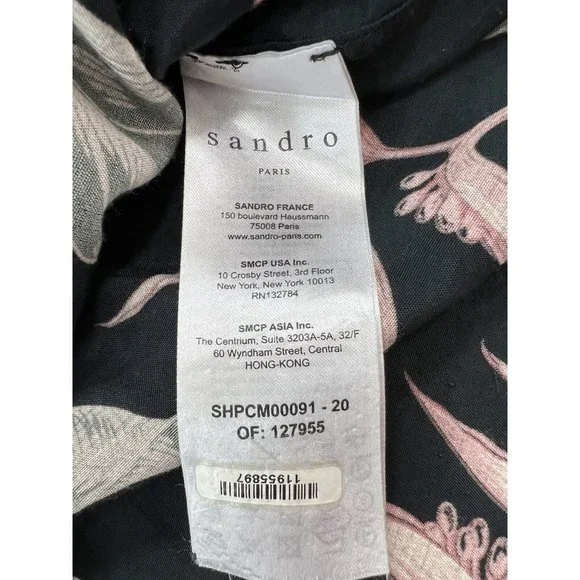 sandro
PARIS
SANDRO FRANCE
150 boulevard Haussmann
75008 Paris
www.sandro-paris.com
SMCP USA Inc.
10 Crosby Street, 3rd Floor
New York, New York 10013
RN132784
SMCP ASIA Inc.
The Centrium, Suite 3203A-5A, 32/F
60 Wyndham Street, Central
HONG-KONG
SHPCM00091 - 20
OF: 127955
11955897